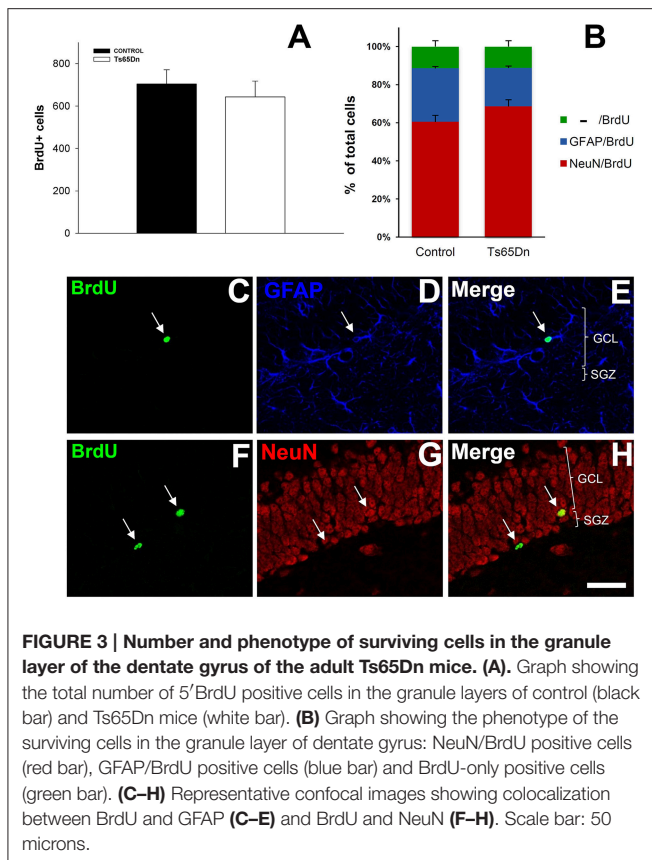 A
CONTROL
Ts65Dn
800
600
400
200
0
BrdU+ cells
B
100%
80%
60%
40%
20%
0%
% of total cells
Control
Ts65Dn
– /BrdU
GFAP/BrdU
NeuN/BrdU
BrdU
C
GFAP
D
Merge
E
GCL
SGZ
BrdU
F
NeuN
G
Merge
H
GCL
SGZ
FIGURE 3 | Number and phenotype of surviving cells in the granule
layer of the dentate gyrus of the adult Ts65Dn mice. (A). Graph showing
the total number of 5′BrdU positive cells in the granule layers of control (black
bar) and Ts65Dn mice (white bar). (B) Graph showing the phenotype of the
surviving cells in the granule layer of dentate gyrus: NeuN/BrdU positive cells
(red bar), GFAP/BrdU positive cells (blue bar) and BrdU-only positive cells
(green bar). (C–H) Representative confocal images showing colocalization
between BrdU and GFAP (C–E) and BrdU and NeuN (F–H). Scale bar: 50
microns.